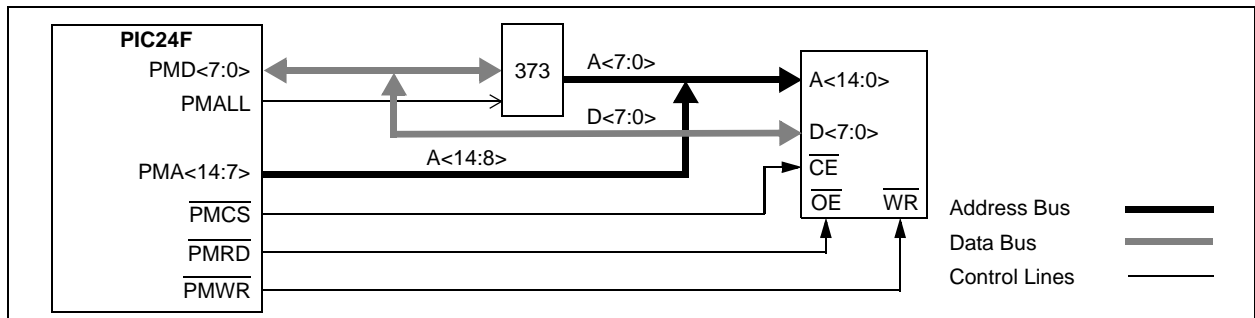 PIC24F
PMD<7:0>
373
A<7:0>
A<14:0>
PMALL
D<7:0>
D<7:0>
A<14:8>
PMA<14:7>
CE
PMCS
OE
WR
PMRD
PMWR
Address Bus
Data Bus
Control Lines